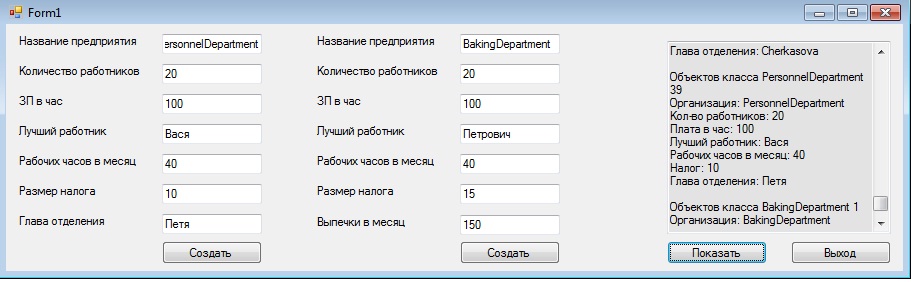 Form1
Название предприятия
ersonnelDepartment
Количество работников
20
ЗП в час
100
Лучший работник
Вася
Рабочих часов в месяц
40
Размер налога
10
Глава отделения
Петя
Создать
Название предприятия
BakingDepartment
Количество работников
20
ЗП в час
100
Лучший работник
Петрович
Рабочих часов в месяц
40
Размер налога
15
Выпечки в месяц
150
Создать
Глава отделения: Cherkasova
Объектов класса PersonnelDepartment
39
Организация: PersonnelDepartment
Кол-во работников: 20
Плата в час: 100
Лучший работник: Вася
Рабочих часов в месяц: 40
Налог: 10
Глава отделения: Петя
Объектов класса BakingDepartment 1
Организация: BakingDepartment
Показать
Выход